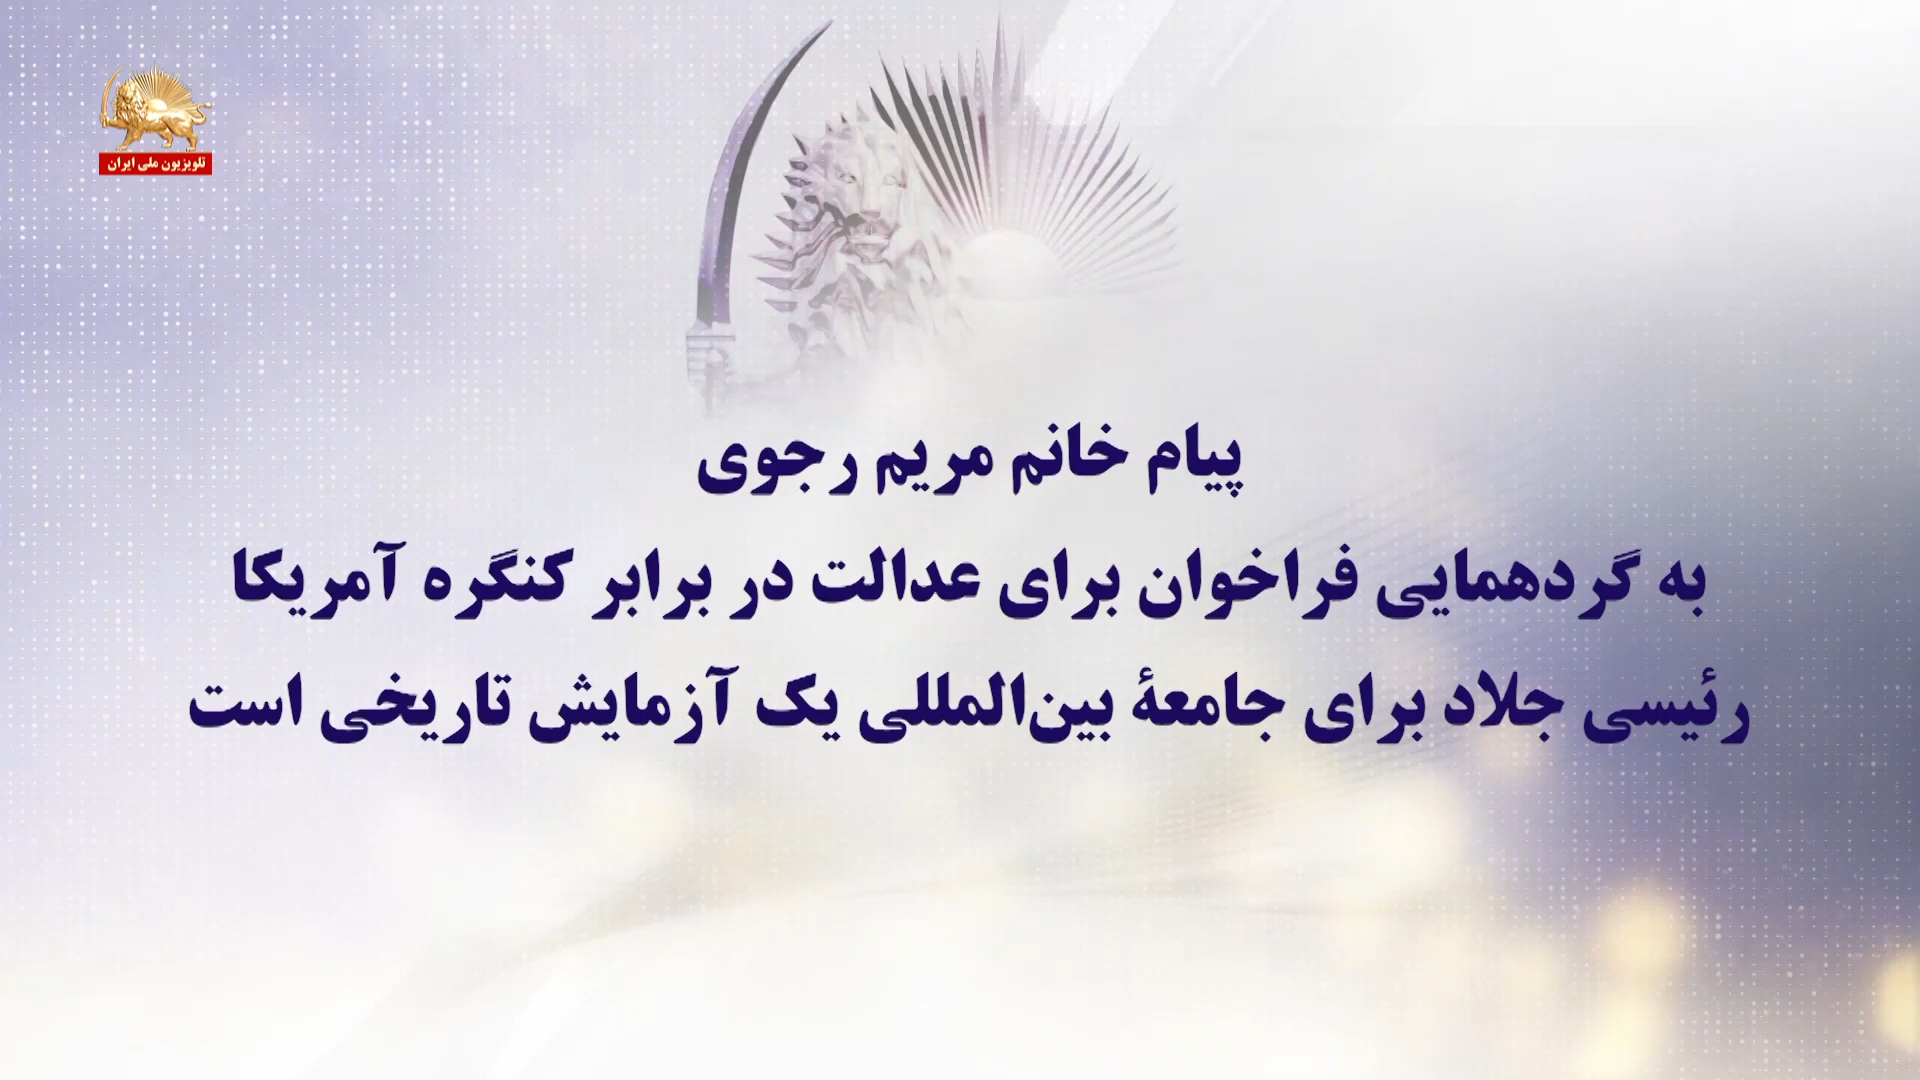 تلویزیون ملی ایران
پیام خانم مریم رجوی
به گردهمایی فراخوان برای عدالت در برابر کنگره آمریکا
رئیسی جلاد برای جامعهٔ بین‌المللی یک آزمایش تاریخی است